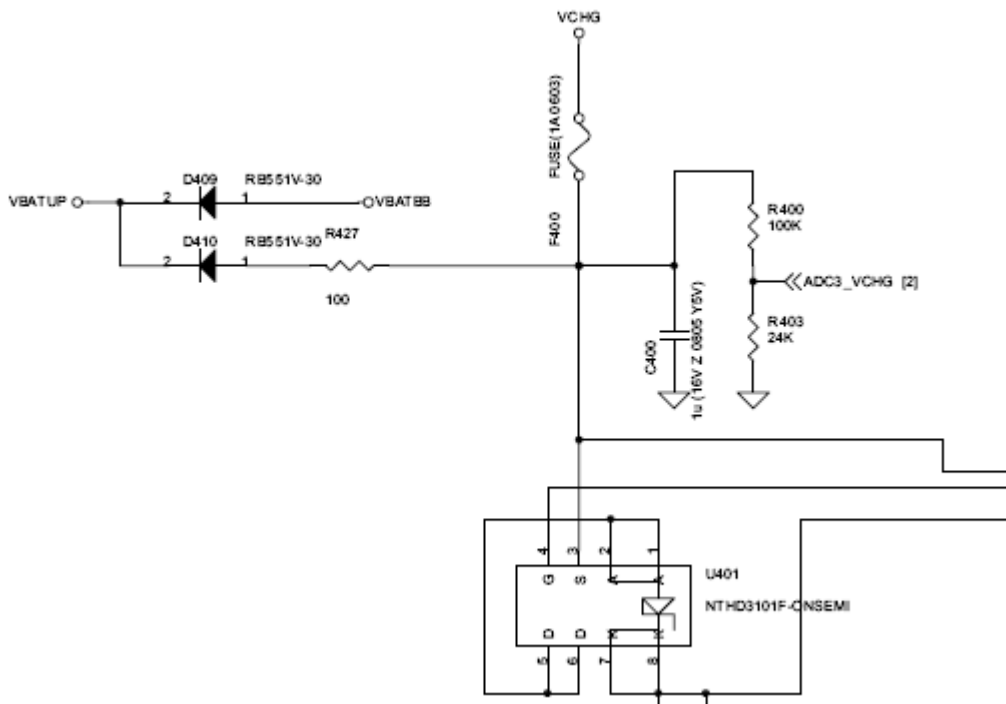 VCHG
FUSE(1A 0603)
F400
D409
RB551V-30
VBATUP
2
1
VBATBB
D410
RB551V-30
R427
2
1
100
R400
100K
ADC3_VCHG [2]
R403
24K
C400
1u (16V Z 0805 Y5V)
4
3
2
1
G
S
A
A
U401
NTHD3101F-ONSEMI
D
D
K
K
5
6
7
8